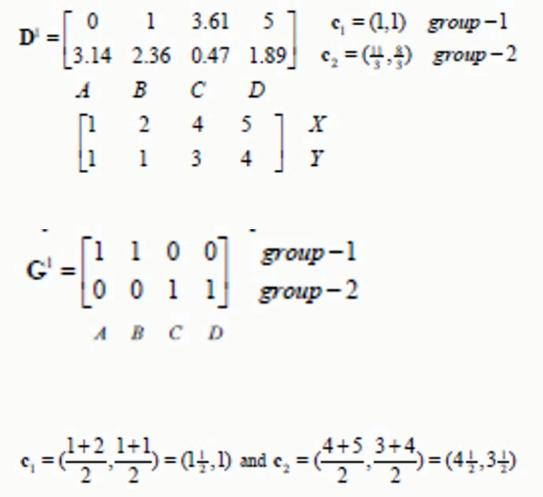 D¹ = [ 0 1 3.61 5 ] c₁ = (1,1) group-1
[ 3.14 2.36 0.47 1.89 ] c₂ = (11/3, 8/3) group-2
A B C D
[ 1 2 4 5 ] X
[ 1 1 3 4 ] Y
G¹ = [ 1 1 0 0 ] group-1
[ 0 0 1 1 ] group-2
A B C D
c₁ = ((1+2)/2, (1+1)/2) = (1½, 1) and c₂ = ((4+5)/2, (3+4)/2) = (4½, 3½)